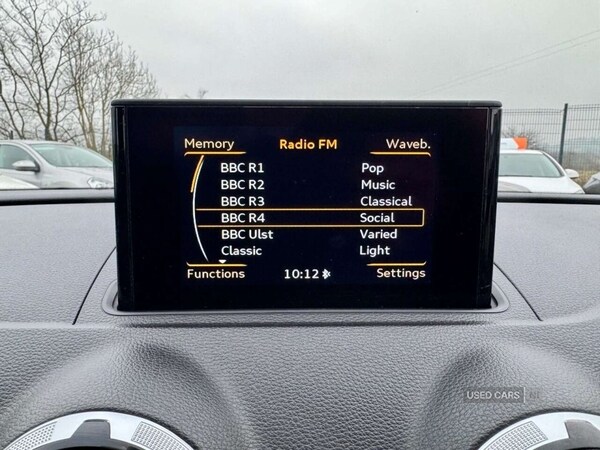 Memory Radio FM Waveb.
BBC R1 Pop
BBC R2 Music
BBC R3 Classical
BBC R4 Social
BBC Ulst Varied
Classic Light
Functions 10:12 Settings
USED CARS NI